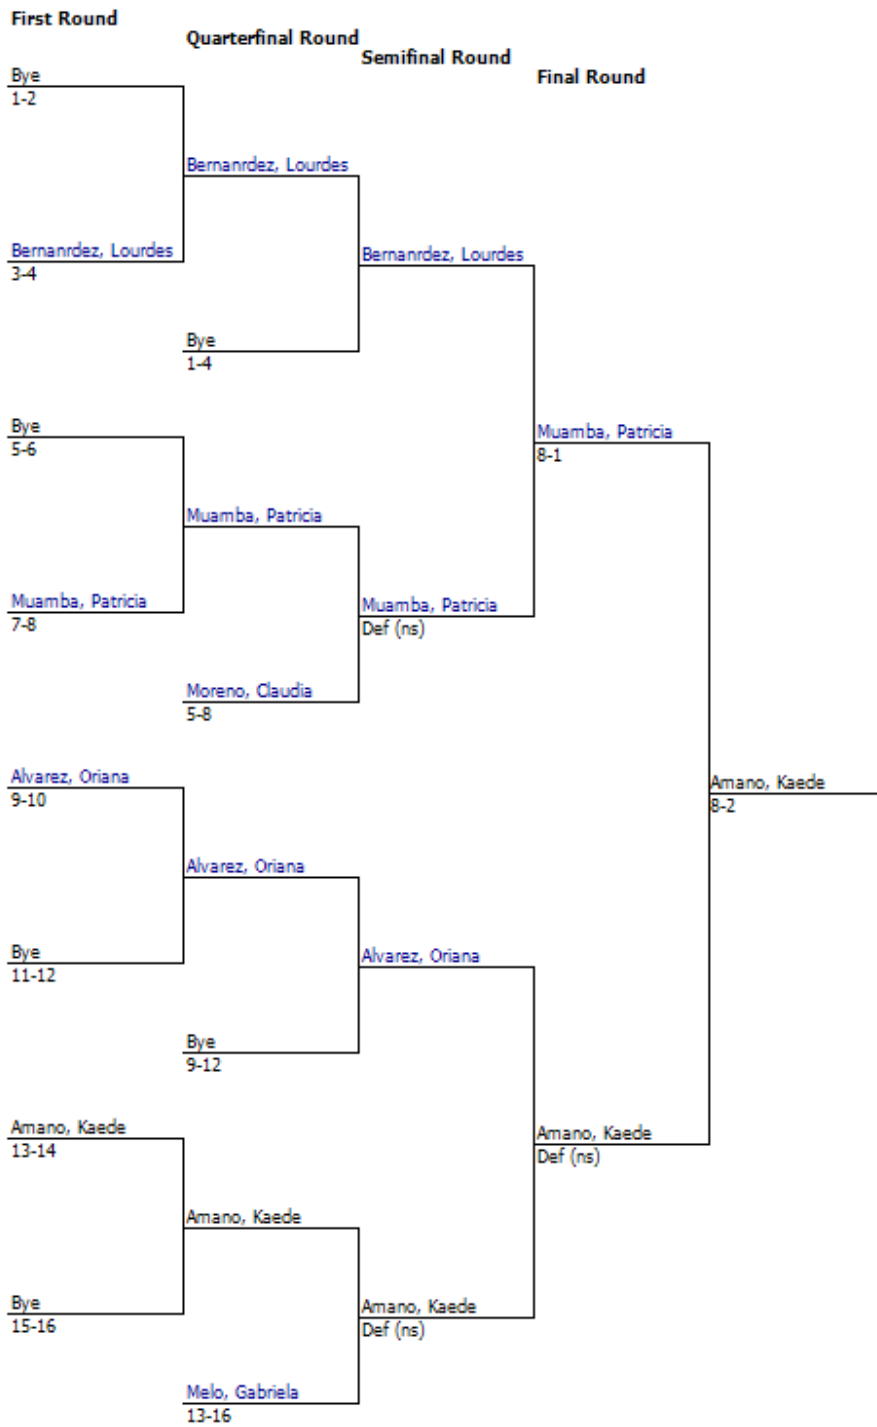 First Round
Quarterfinal Round
Semifinal Round
Final Round
Bye
1-2
Bernanrdez, Lourdes
Bernanrdez, Lourdes
3-4
Bernanrdez, Lourdes
Bye
1-4
Bye
5-6
Muamba, Patricia
8-1
Muamba, Patricia
Muamba, Patricia
7-8
Muamba, Patricia
Def (ns)
Moreno, Claudia
5-8
Alvarez, Oriana
9-10
Amano, Kaede
8-2
Alvarez, Oriana
Bye
11-12
Alvarez, Oriana
Bye
9-12
Amano, Kaede
13-14
Amano, Kaede
Def (ns)
Amano, Kaede
Bye
15-16
Amano, Kaede
Def (ns)
Melo, Gabriela
13-16